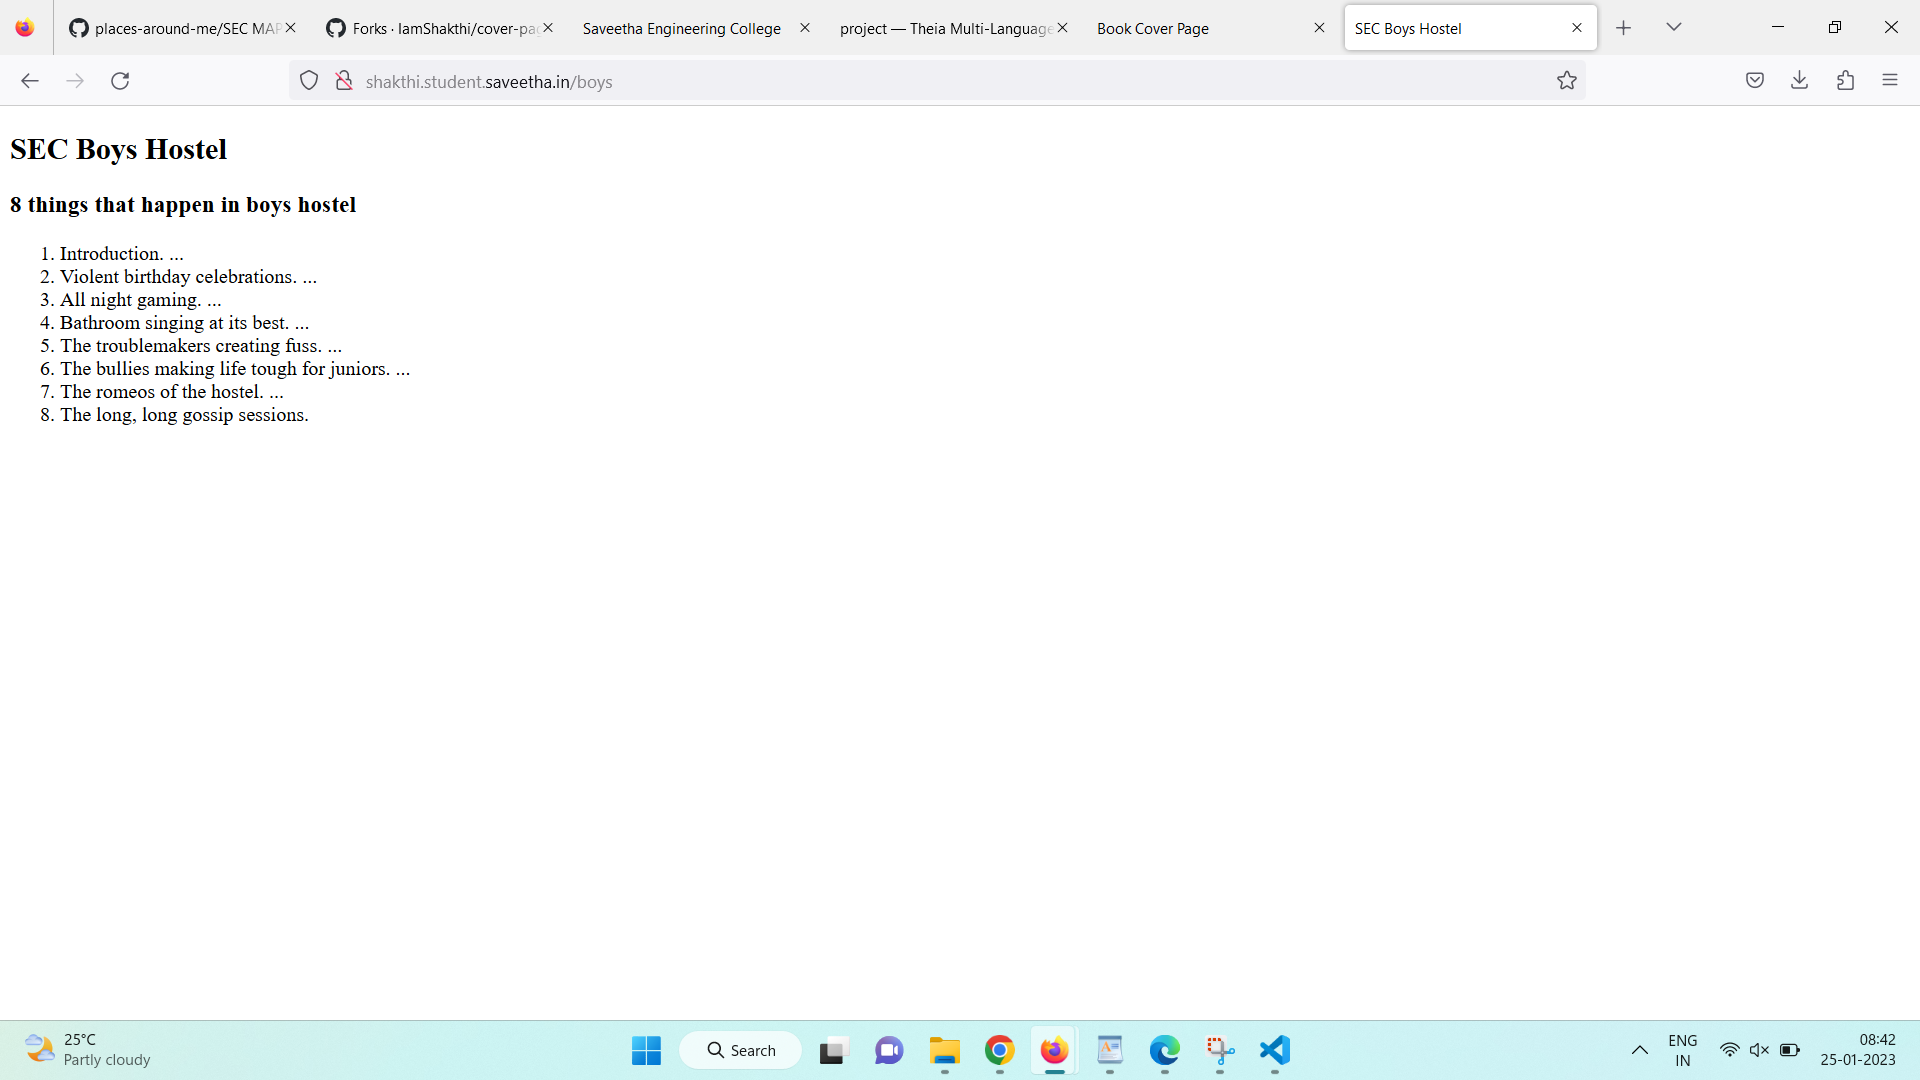 places-around-me/SEC MAP
Forks · IamShakthi/cover-pag
Saveetha Engineering College
project — Theia Multi-Language
Book Cover Page
SEC Boys Hostel
shakthi.student.saveetha.in/boys
SEC Boys Hostel
8 things that happen in boys hostel
1. Introduction. ...
2. Violent birthday celebrations. ...
3. All night gaming. ...
4. Bathroom singing at its best. ...
5. The troublemakers creating fuss. ...
6. The bullies making life tough for juniors. ...
7. The romeos of the hostel. ...
8. The long, long gossip sessions.
25°C
Partly cloudy
Search
ENG
IN
08:42
25-01-2023